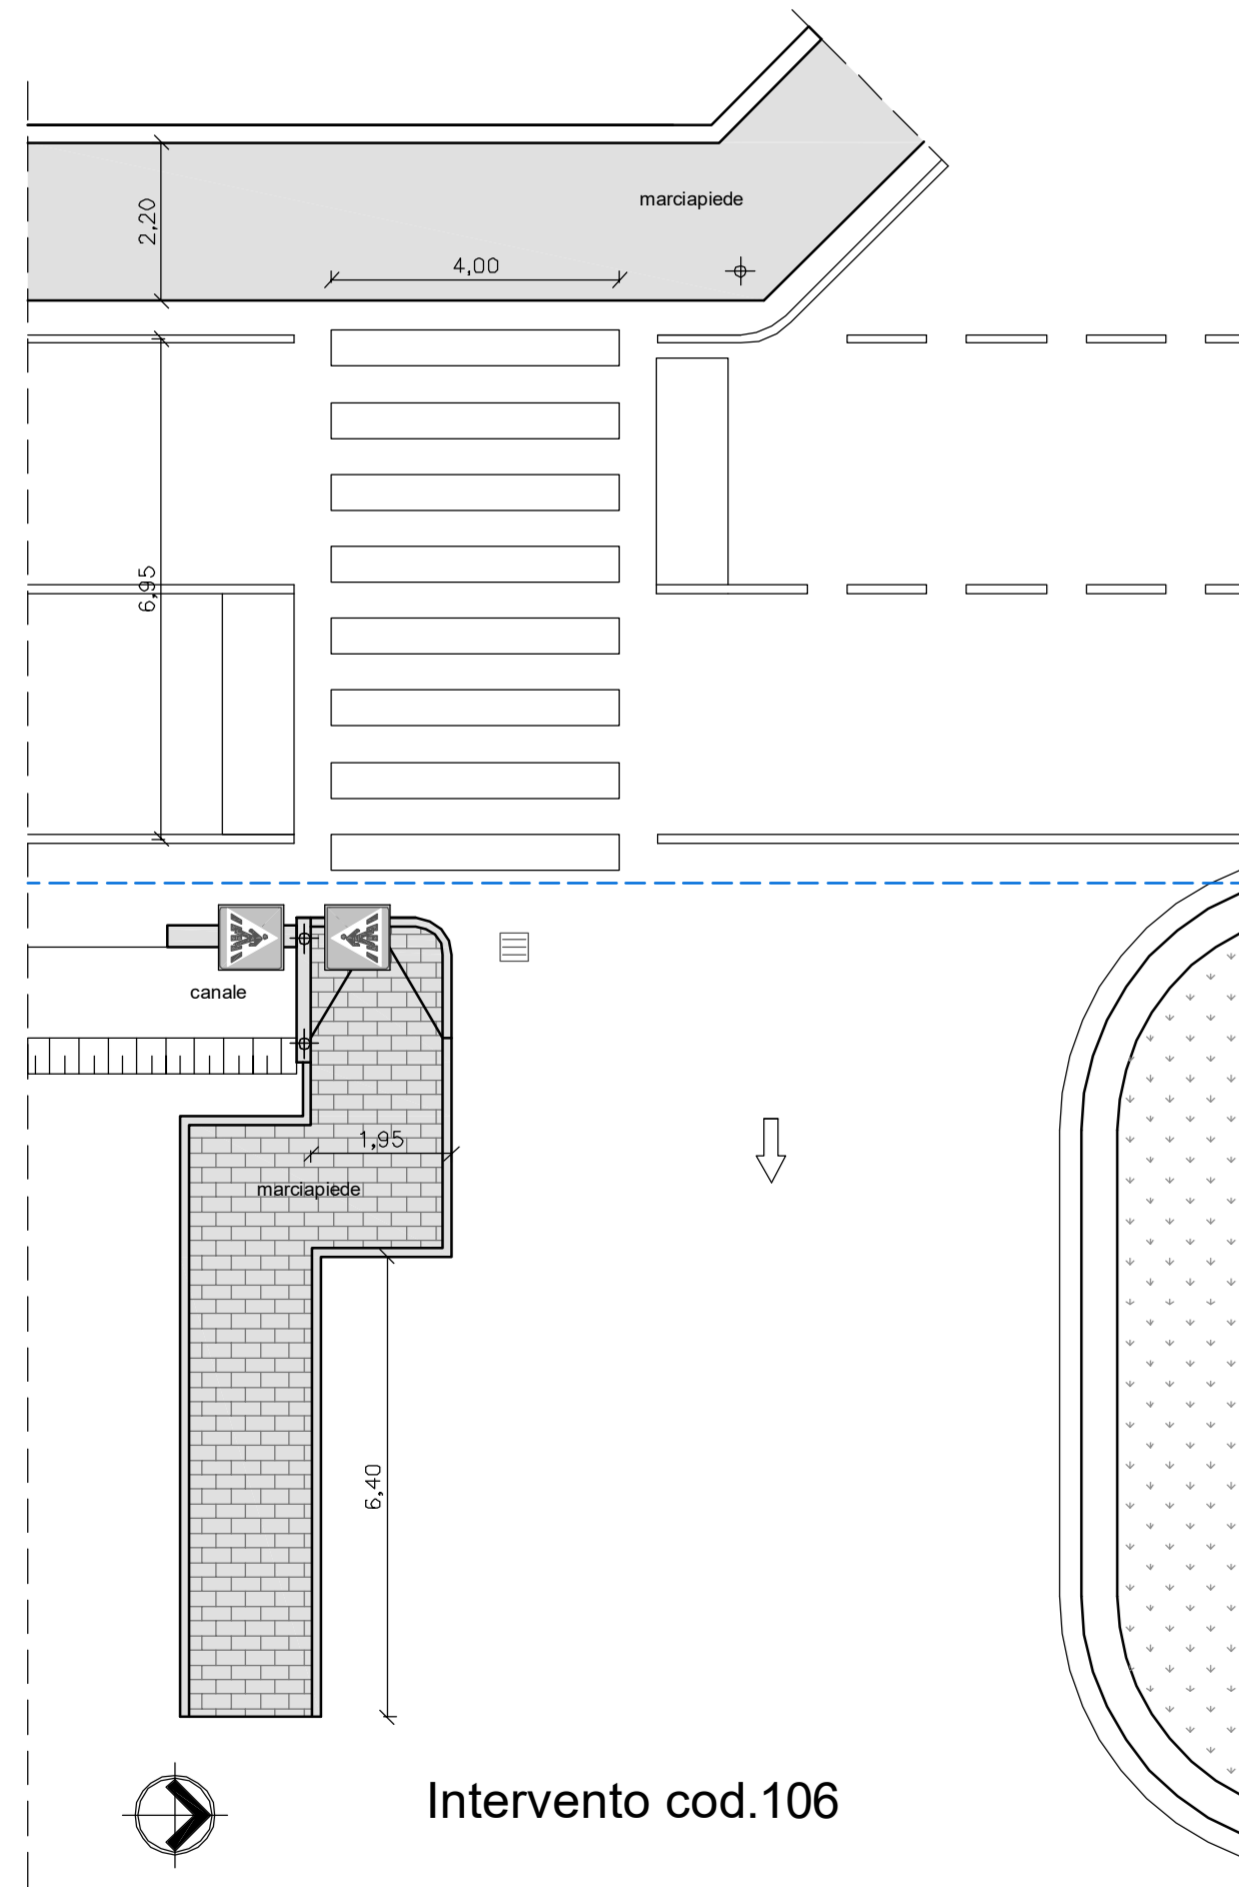 marciapiede
2,20
4,00
6,95
canale
1,95
marciapiede
6,40
Intervento cod.106